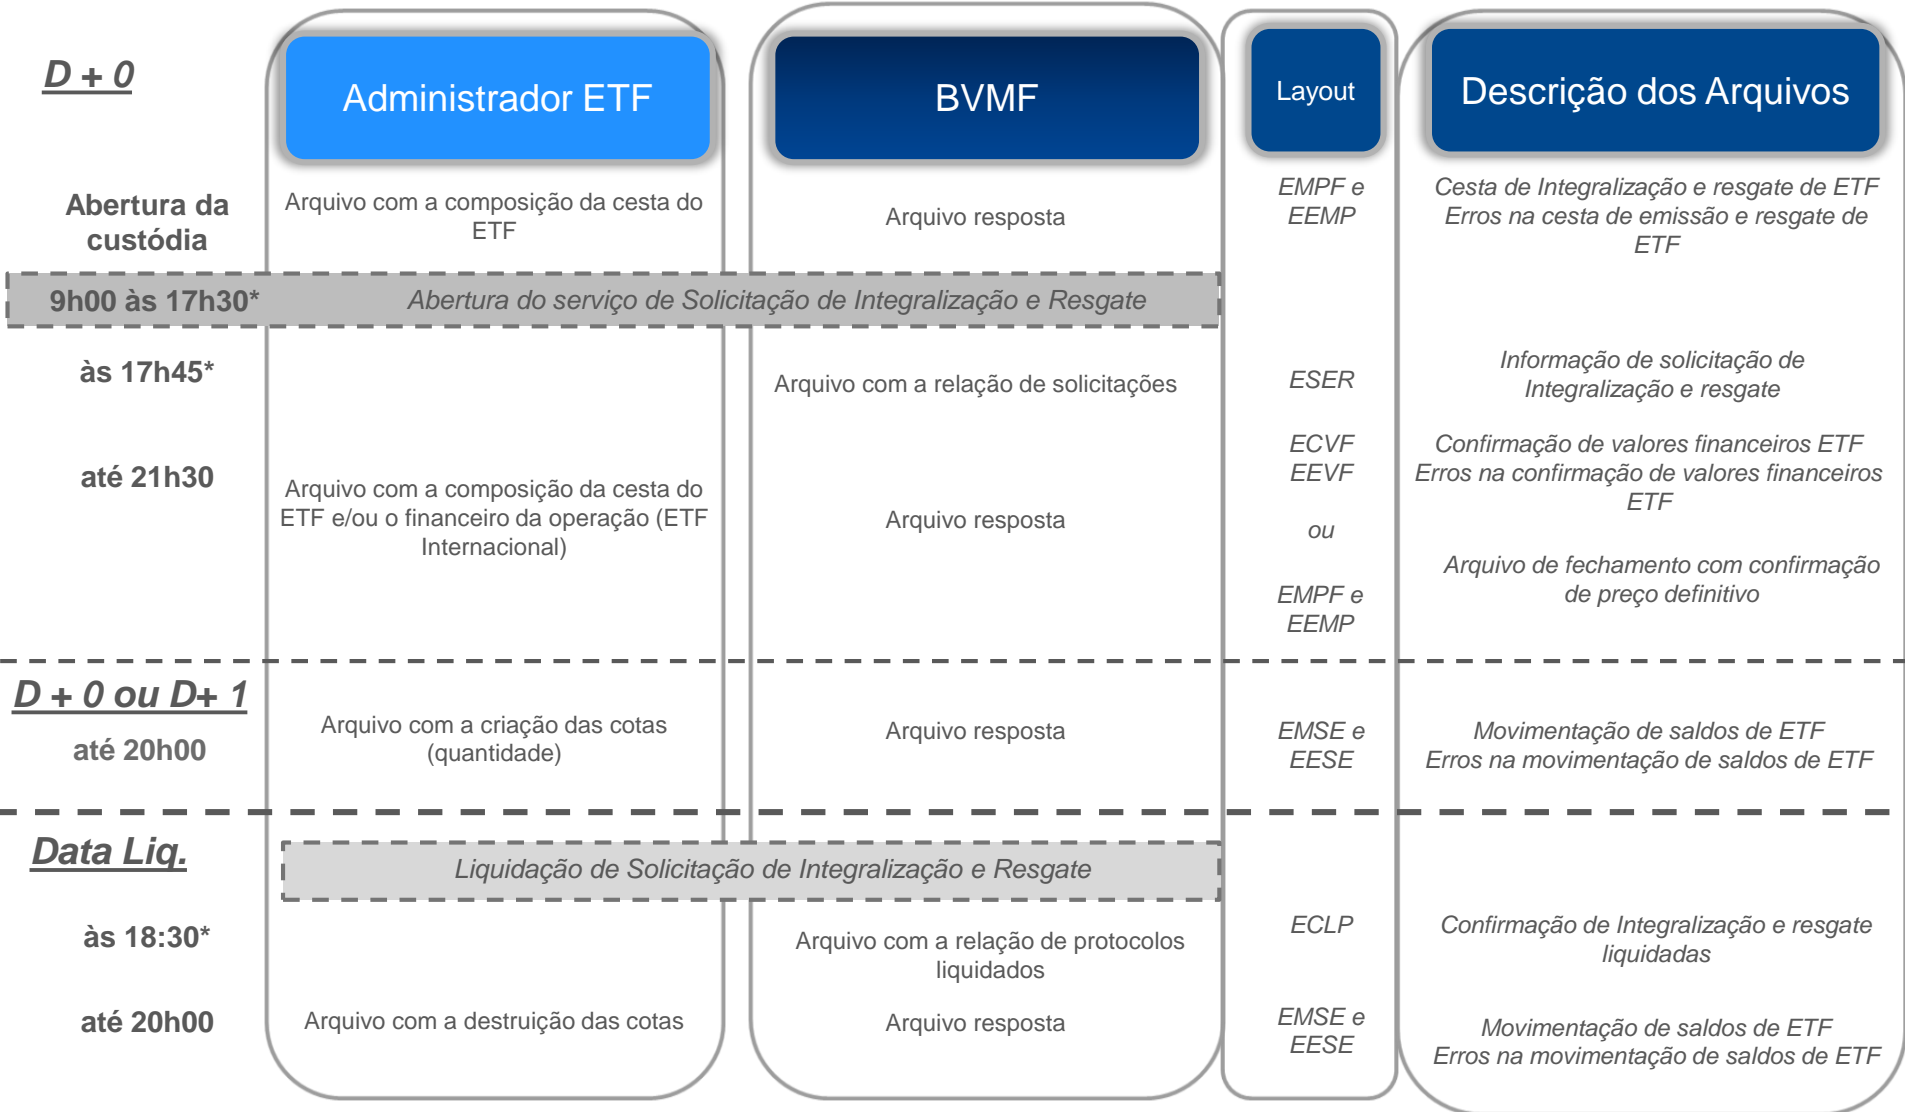 D + 0
Administrador ETF
BVMF
Layout
Descrição dos Arquivos
Abertura da
custódia
Arquivo com a composição da cesta do
ETF
Arquivo resposta
EMPF e
EEMP
Cesta de Integralização e resgate de ETF
Erros na cesta de emissão e resgate de
ETF
9h00 às 17h30*
Abertura do serviço de Solicitação de Integralização e Resgate
às 17h45*
Arquivo com a relação de solicitações
ESER
Informação de solicitação de
Integralização e resgate
até 21h30
Arquivo com a composição da cesta do
ETF e/ou o financeiro da operação (ETF
Internacional)
Arquivo resposta
ECVF
EEVF
ou
EMPF e
EEMP
Confirmação de valores financeiros ETF
Erros na confirmação de valores financeiros
ETF
Arquivo de fechamento com confirmação
de preço definitivo
D + 0 ou D+ 1
até 20h00
Arquivo com a criação das cotas
(quantidade)
Arquivo resposta
EMSE e
EESE
Movimentação de saldos de ETF
Erros na movimentação de saldos de ETF
Data Liq.
Liquidação de Solicitação de Integralização e Resgate
às 18:30*
Arquivo com a relação de protocolos
liquidados
ECLP
Confirmação de Integralização e resgate
liquidadas
até 20h00
Arquivo com a destruição das cotas
Arquivo resposta
EMSE e
EESE
Movimentação de saldos de ETF
Erros na movimentação de saldos de ETF